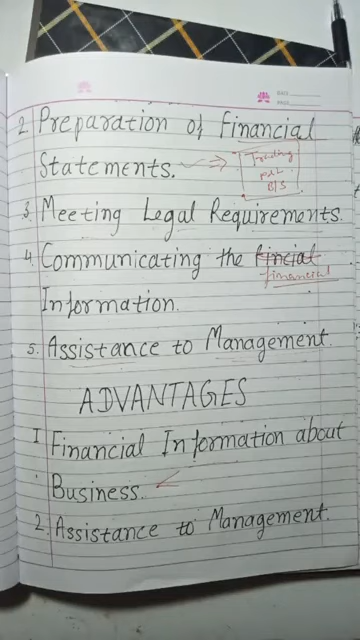 2. Preparation of Financial
Statements.
Trading
P&L
B/S
3. Meeting Legal Requirements.
4. Communicating the fincial
financial
Information.
5. Assistance to Management.
ADVANTAGES
I Financial Information about
Business.
2. Assistance to Management.